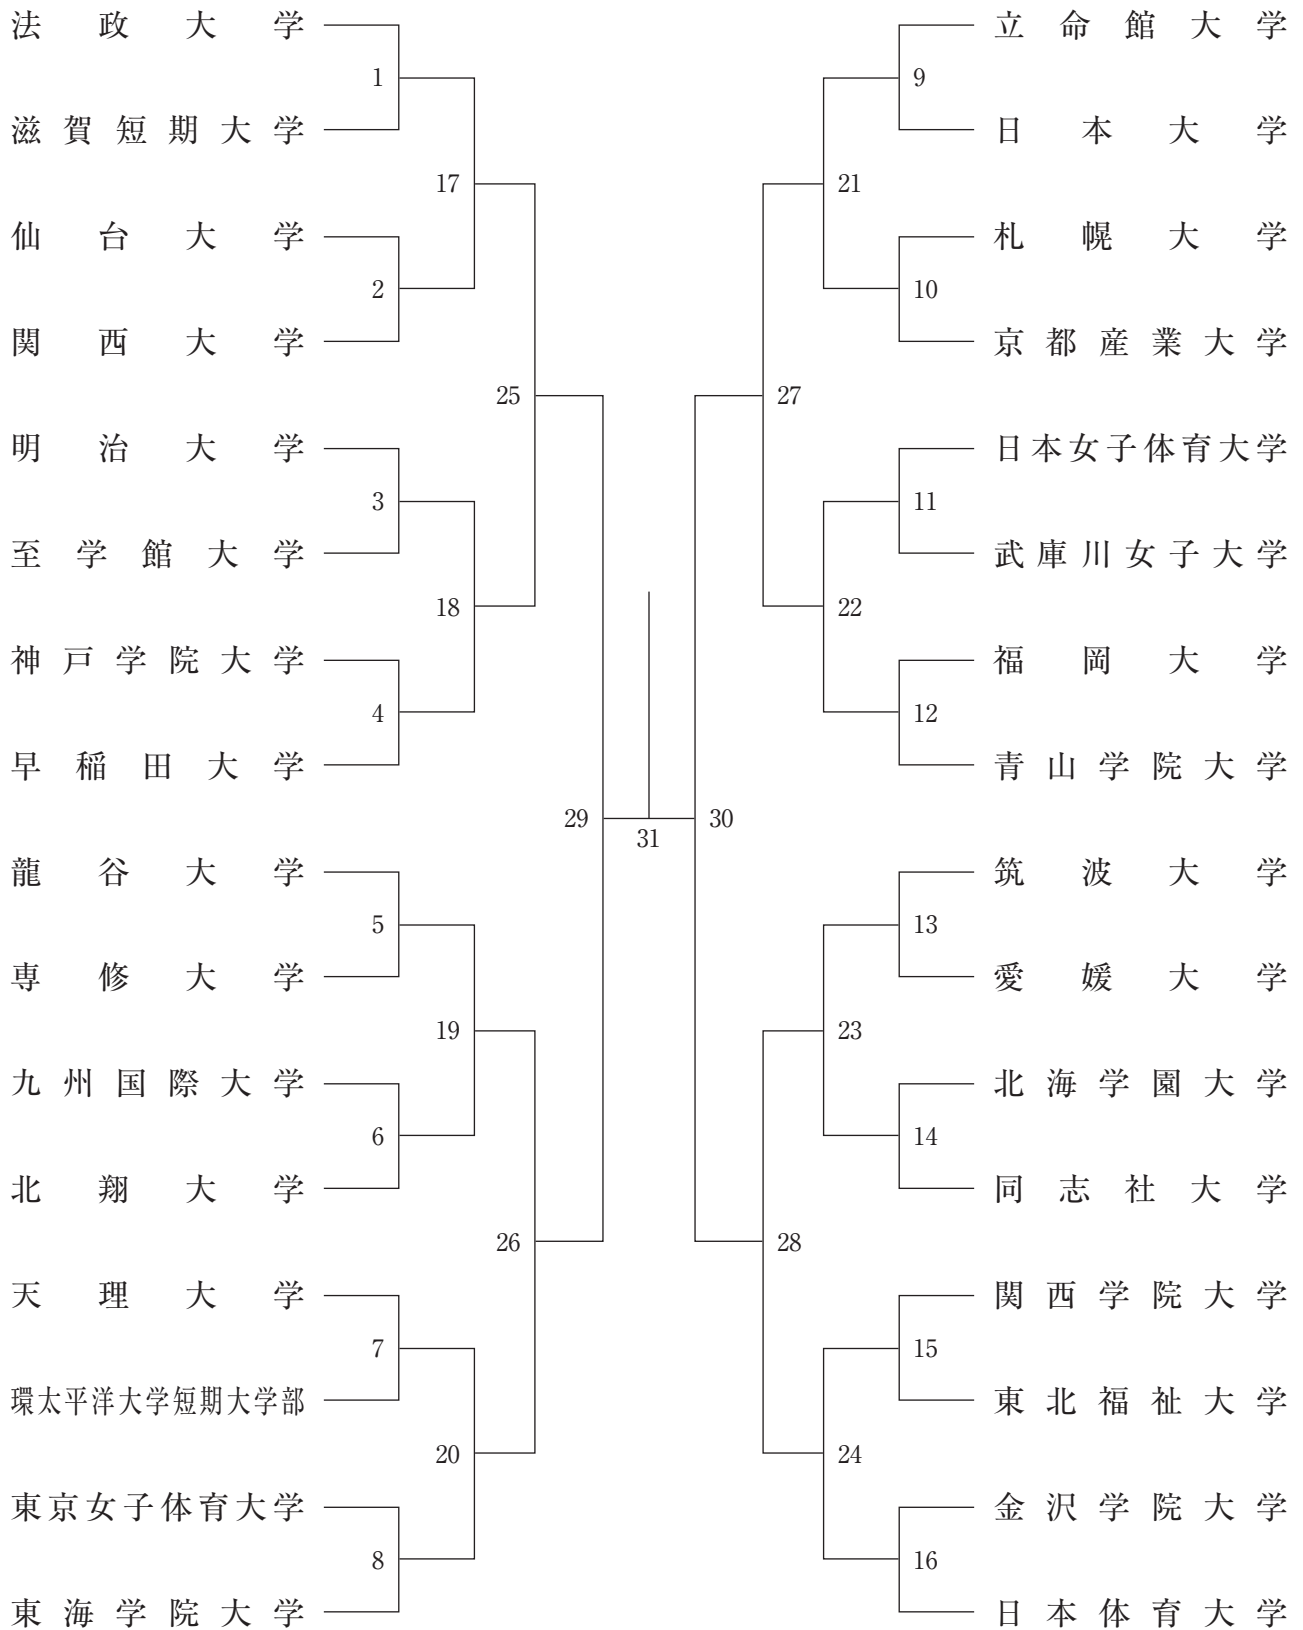 法政大学
1
滋賀短期大学
17
仙台大学
2
関西大学
25
明治大学
3
至学館大学
18
神戸学院大学
4
早稲田大学
29
龍谷大学
5
専修大学
19
九州国際大学
6
北翔大学
26
天理大学
7
環太平洋大学短期大学部
20
東京女子体育大学
8
東海学院大学
31
立命館大学
9
日本大学
21
札幌大学
10
京都産業大学
27
日本女子体育大学
11
武庫川女子大学
22
福岡大学
12
青山学院大学
30
筑波大学
13
愛媛大学
23
北海学園大学
14
同志社大学
28
関西学院大学
15
東北福祉大学
24
金沢学院大学
16
日本体育大学